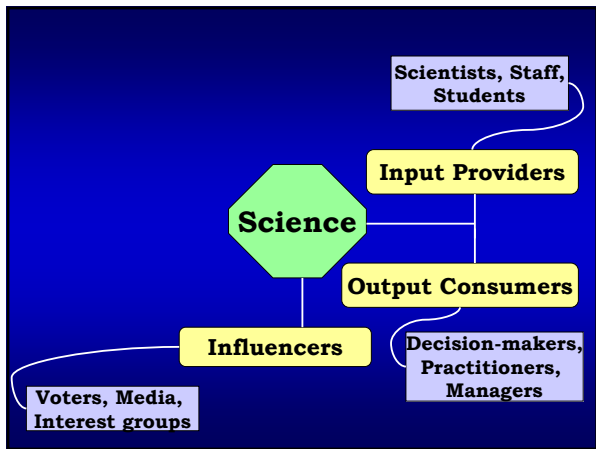 Scientists, Staff,
Students
Input Providers
Science
Output Consumers
Influencers
Decision-makers,
Practitioners,
Managers
Voters, Media,
Interest groups